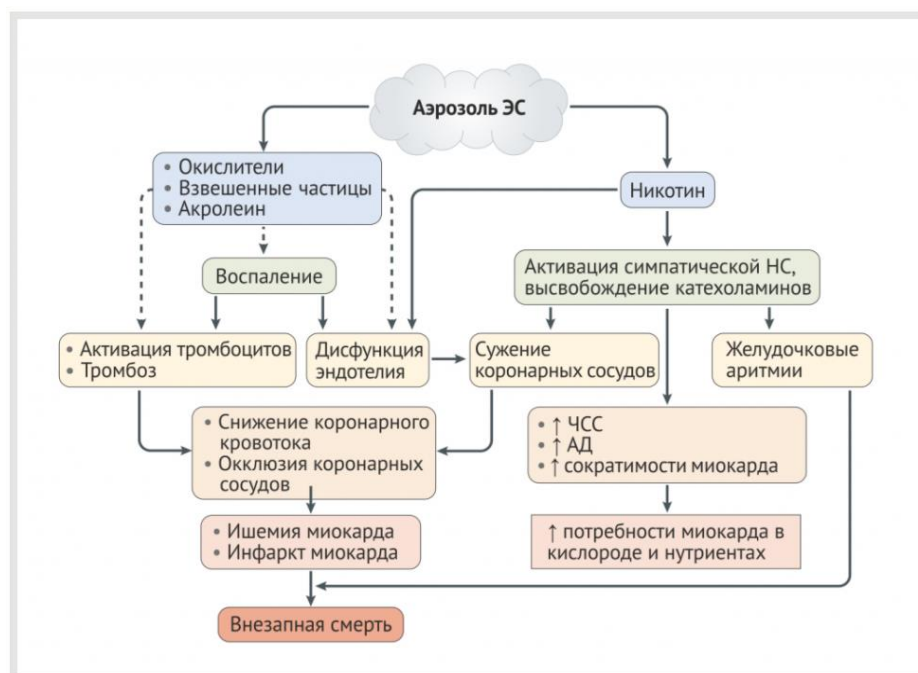 Аэрозоль ЭС
• Окислители
• Взвешенные частицы
• Акролеин
Никотин
Воспаление
Активация симпатической НС,
высвобождение катехоламинов
• Активация тромбоцитов
• Тромбоз
Дисфункция
эндотелия
Сужение
коронарных сосудов
Желудочковые
аритмии
• Снижение коронарного
кровотока
• Окклюзия коронарных
сосудов
• ↑ ЧСС
• ↑ АД
• ↑ сократимости миокарда
• Ишемия миокарда
• Инфаркт миокарда
↑ потребности миокарда в
кислороде и нутриентах
Внезапная смерть